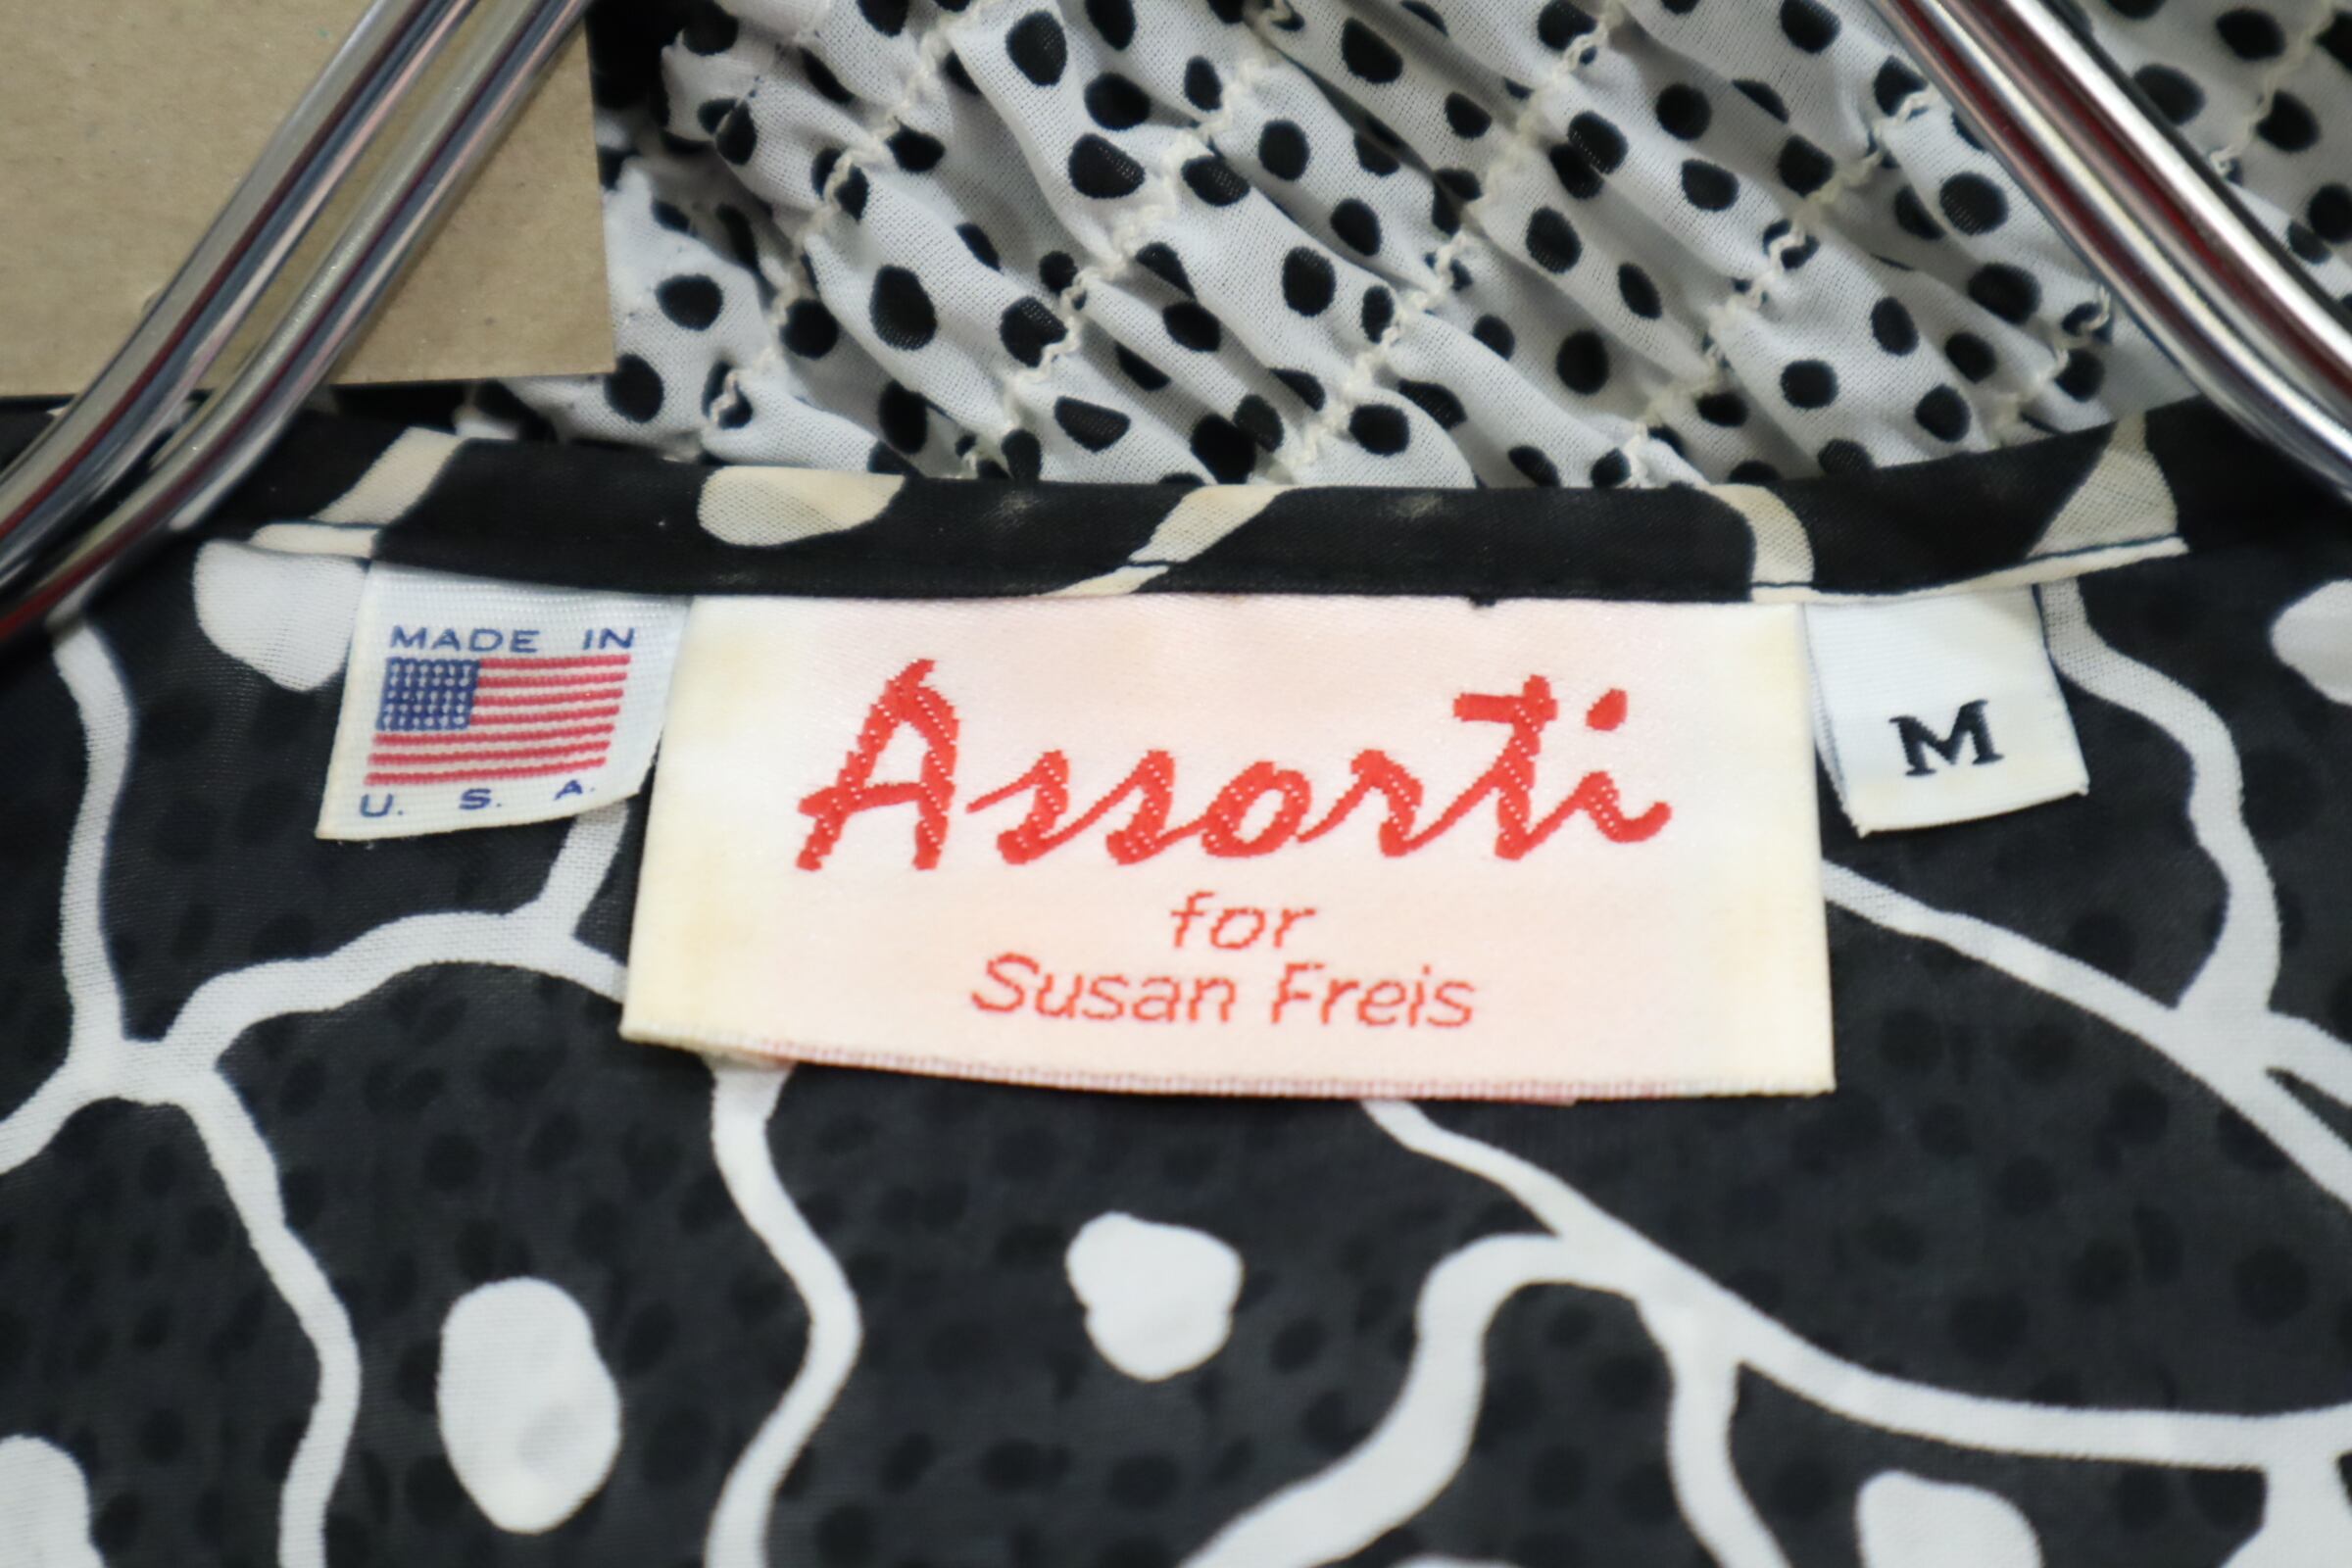 MADE IN
U. S. A.
Assorti
for
Susan Freis
M